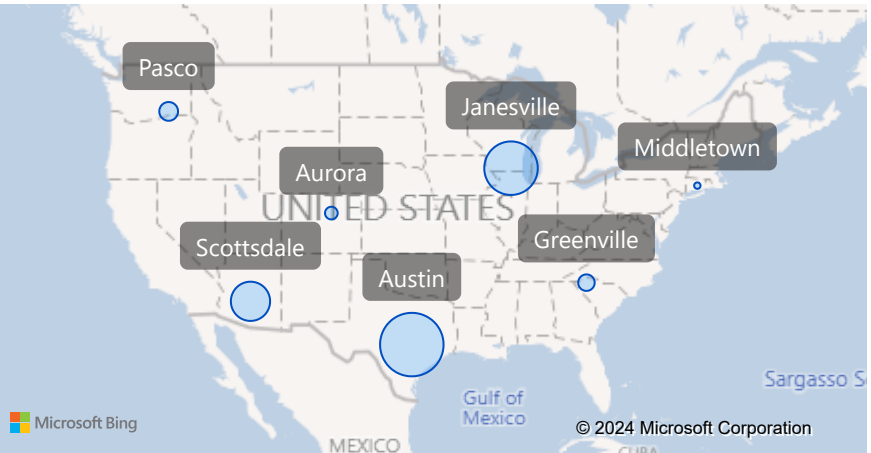 Pasco
Janesville
Middletown
Aurora
UNITED STATES
Scottsdale
Greenville
Austin
Sargasso S
Gulf of
Mexico
Microsoft Bing
© 2024 Microsoft Corporation
MEXICO
CUBA